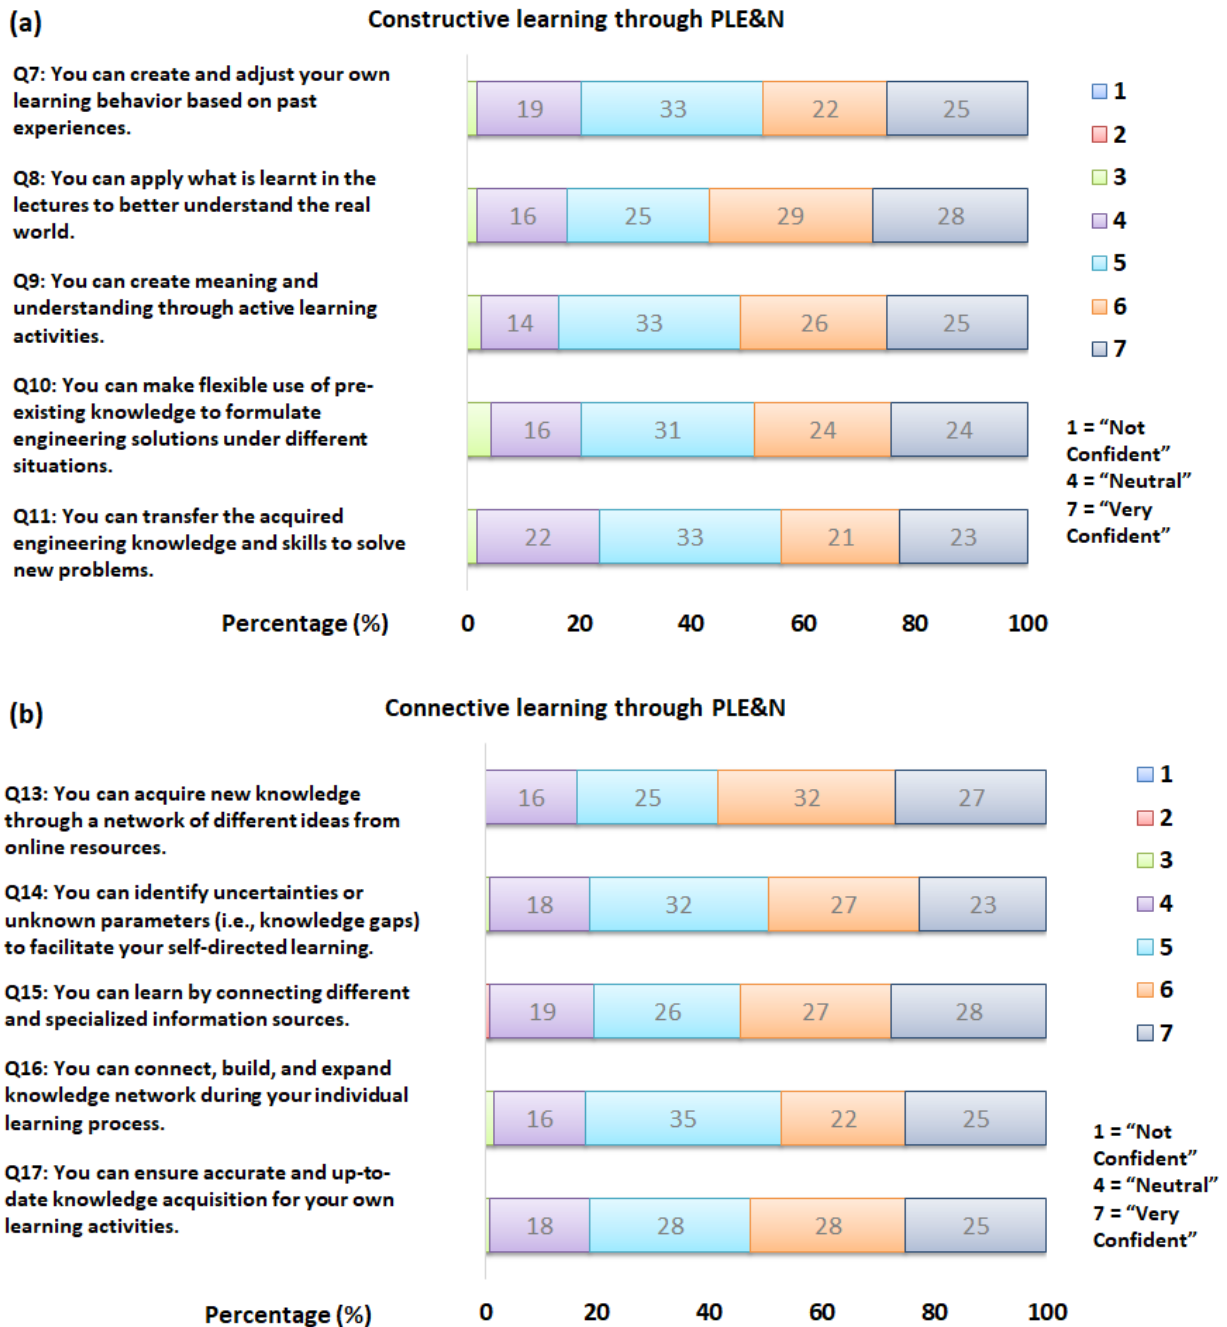 (a)
Constructive learning through PLE&N
Q7: You can create and adjust your own
learning behavior based on past
experiences.
19 33 22 25
Q8: You can apply what is learnt in the
lectures to better understand the real
world.
16 25 29 28
Q9: You can create meaning and
understanding through active learning
activities.
14 33 26 25
Q10: You can make flexible use of pre-
existing knowledge to formulate
engineering solutions under different
situations.
16 31 24 24
Q11: You can transfer the acquired
engineering knowledge and skills to solve
new problems.
22 33 21 23
Percentage (%)
0 20 40 60 80 100
1
2
3
4
5
6
7
1 = “Not
Confident”
4 = “Neutral”
7 = “Very
Confident”
(b)
Connective learning through PLE&N
Q13: You can acquire new knowledge
through a network of different ideas from
online resources.
16 25 32 27
Q14: You can identify uncertainties or
unknown parameters (i.e., knowledge gaps)
to facilitate your self-directed learning.
18 32 27 23
Q15: You can learn by connecting different
and specialized information sources.
19 26 27 28
Q16: You can connect, build, and expand
knowledge network during your individual
learning process.
16 35 22 25
Q17: You can ensure accurate and up-to-
date knowledge acquisition for your own
learning activities.
18 28 28 25
Percentage (%)
0 20 40 60 80 100
1
2
3
4
5
6
7
1 = “Not
Confident”
4 = “Neutral”
7 = “Very
Confident”